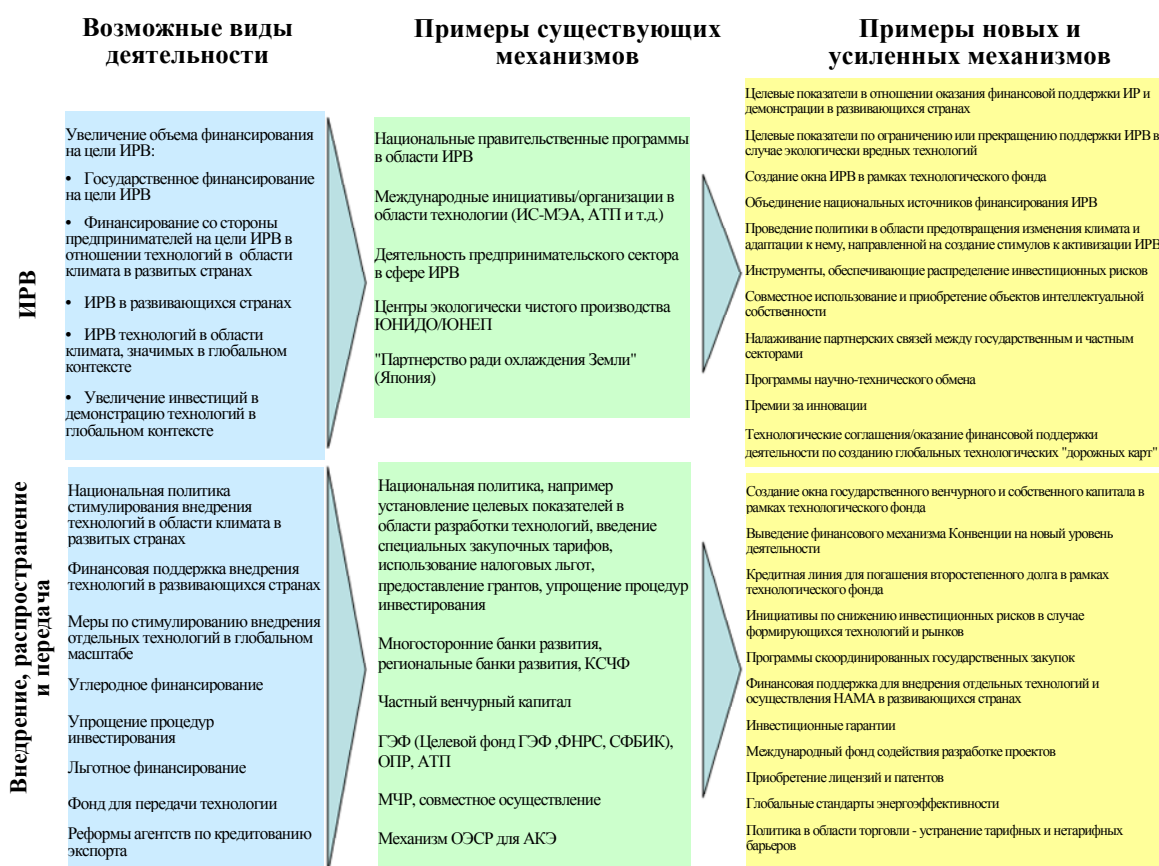 Возможные виды
деятельности
Примеры существующих
механизмов
Примеры новых и
усиленных механизмов
ИРВ
Увеличение объема финансирования
на цели ИРВ:
• Государственное финансирование
на цели ИРВ
• Финансирование со стороны
предпринимателей на цели ИРВ в
отношении технологий в области
климата в развитых странах
• ИРВ в развивающихся странах
• ИРВ технологий в области
климата, значимых в глобальном
контексте
• Увеличение инвестиций в
демонстрацию технологий в
глобальном контексте
Национальные правительственные программы
в области ИРВ
Международные инициативы/организации в
области технологии (ИС-МЭА, АТП и т.д.)
Деятельность предпринимательского сектора
в сфере ИРВ
Центры экологически чистого производства
ЮНИДО/ЮНЕП
"Партнерство ради охлаждения Земли"
(Япония)
Целевые показатели в отношении оказания финансовой поддержки ИР и
демонстрации в развивающихся странах
Целевые показатели по ограничению или прекращению поддержки ИРВ в
случае экологически вредных технологий
Создание окна ИРВ в рамках технологического фонда
Объединение национальных источников финансирования ИРВ
Проведение политики в области предотвращения изменения климата и
адаптации к нему, направленной на создание стимулов к активизации ИРВ
Инструменты, обеспечивающие распределение инвестиционных рисков
Совместное использование и приобретение объектов интеллектуальной
собственности
Налаживание партнерских связей между государственным и частным
секторами
Программы научно-технического обмена
Премии за инновации
Технологические соглашения/оказание финансовой поддержки
деятельности по созданию глобальных технологических "дорожных карт"
Внедрение, распространение
и передача
Национальная политика
стимулирования внедрения
технологий в области климата в
развитых странах
Финансовая поддержка внедрения
технологий в развивающихся странах
Меры по стимулированию внедрения
отдельных технологий в глобальном
масштабе
Углеродное финансирование
Упрощение процедур
инвестирования
Льготное финансирование
Фонд для передачи технологии
Реформы агентств по кредитованию
экспорта
Национальная политика, например
установление целевых показателей в
области разработки технологий, введение
специальных закупочных тарифов,
использование налоговых льгот,
предоставление грантов, упрощение процедур
инвестирования
Многосторонние банки развития,
региональные банки развития, КСЧФ
Частный венчурный капитал
ГЭФ (Целевой фонд ГЭФ ,ФНРС, СФБИК),
ОПР, АТП
МЧР, совместное осуществление
Механизм ОЭСР для АКЭ
Создание окна государственного венчурного и собственного капитала в
рамках технологического фонда
Выведение финансового механизма Конвенции на новый уровень
деятельности
Кредитная линия для погашения второстепенного долга в рамках
технологического фонда
Инициативы по снижению инвестиционных рисков в случае
формирующихся технологий и рынков
Программы скоординированных государственных закупок
Финансовая поддержка для внедрения отдельных технологий и
осуществления НАМА в развивающихся странах
Инвестиционные гарантии
Международный фонд содействия разработке проектов
Приобретение лицензий и патентов
Глобальные стандарты энергоэффективности
Политика в области торговли - устранение тарифных и нетарифных
барьеров